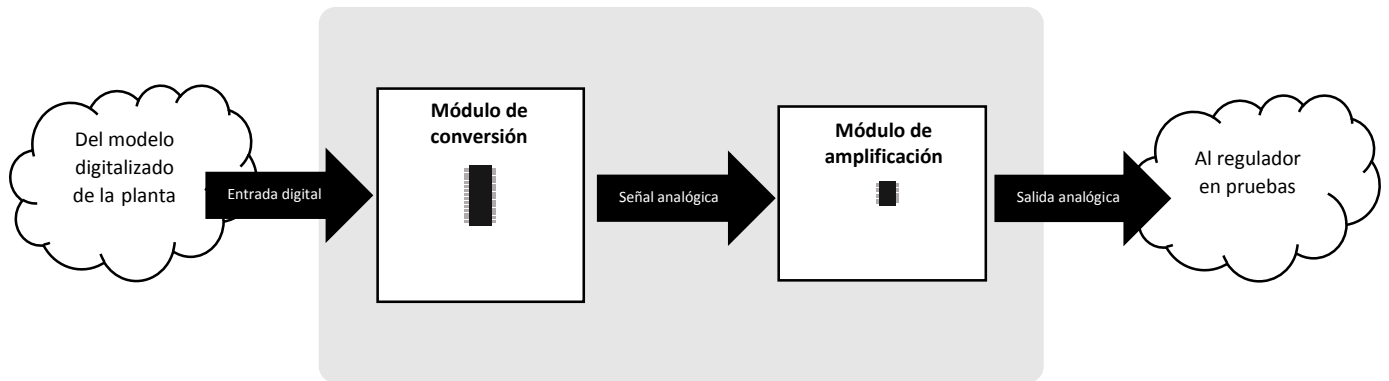 Del modelo
digitalizado
de la planta
Entrada digital
Módulo de
conversión
Señal analógica
Módulo de
amplificación
Salida analógica
Al regulador
en pruebas